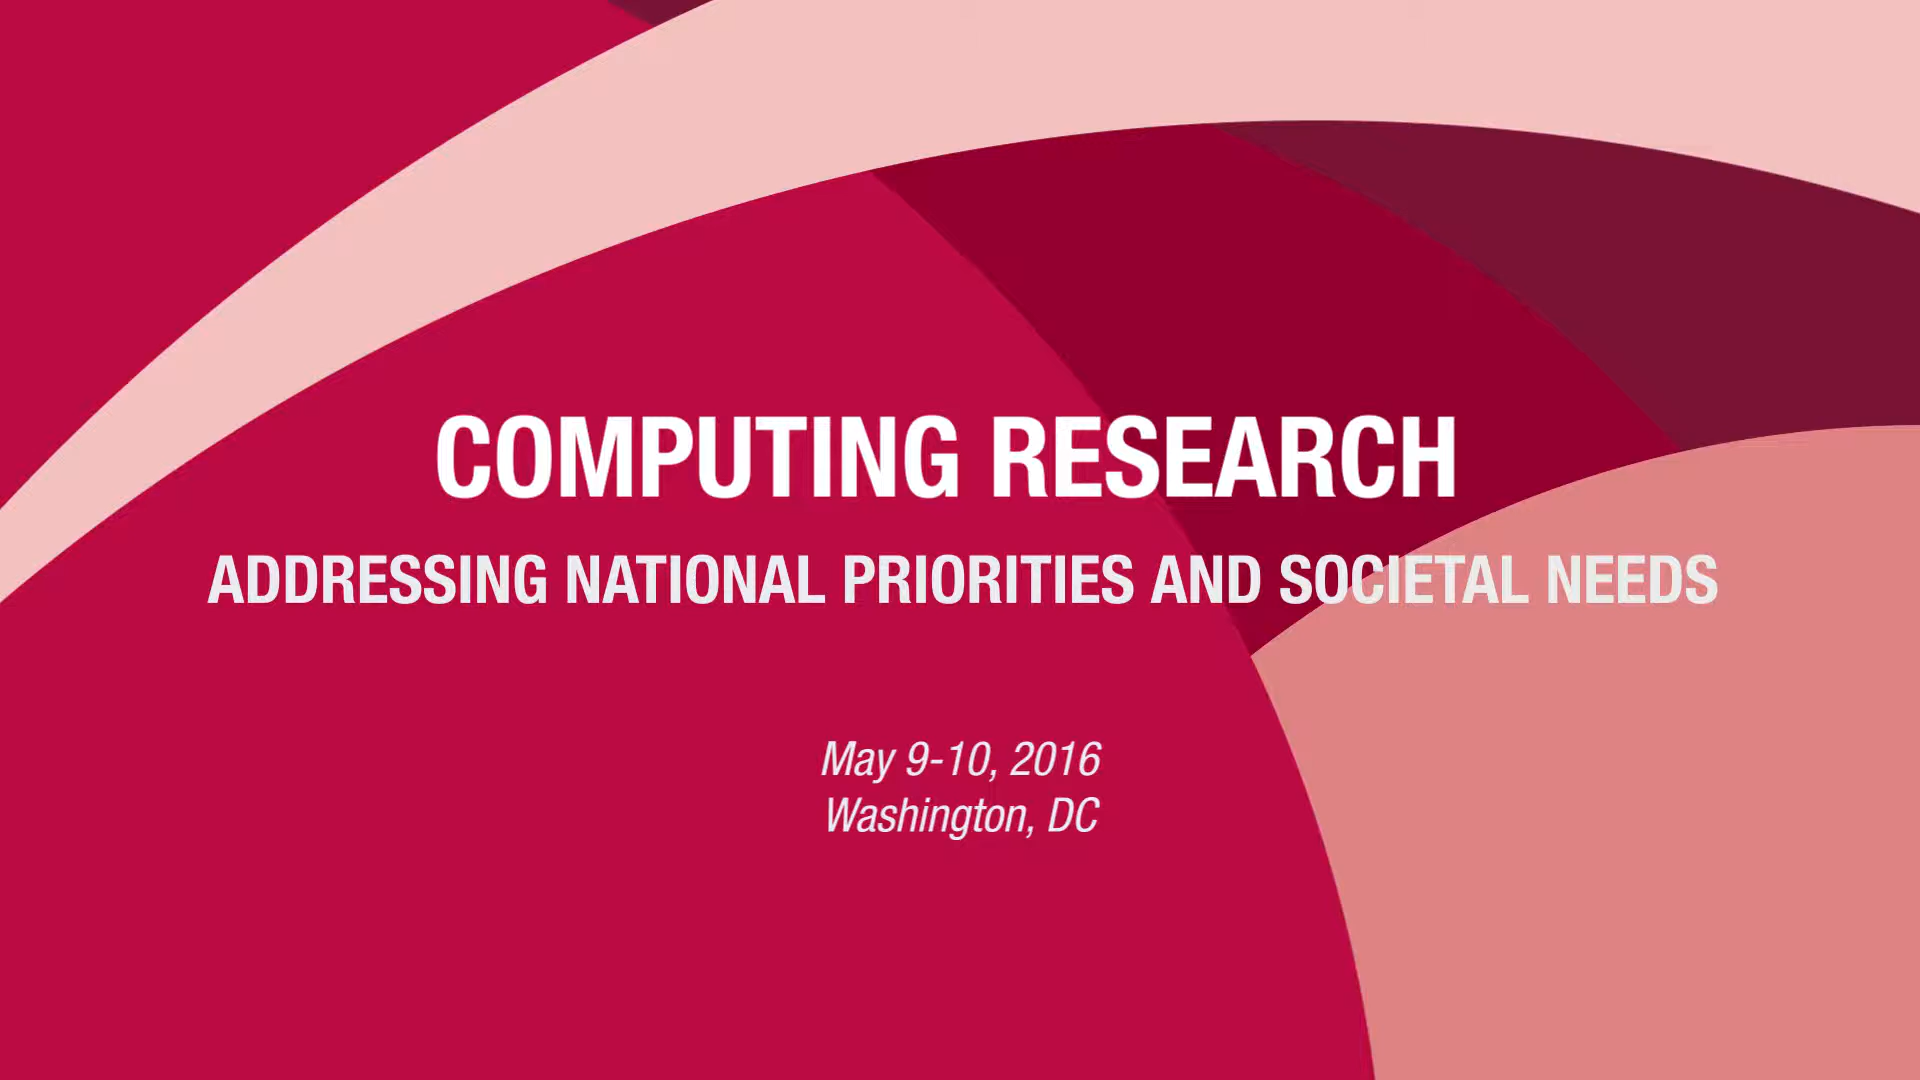 COMPUTING RESEARCH
ADDRESSING NATIONAL PRIORITIES AND SOCIETAL NEEDS
May 9-10, 2016
Washington, DC